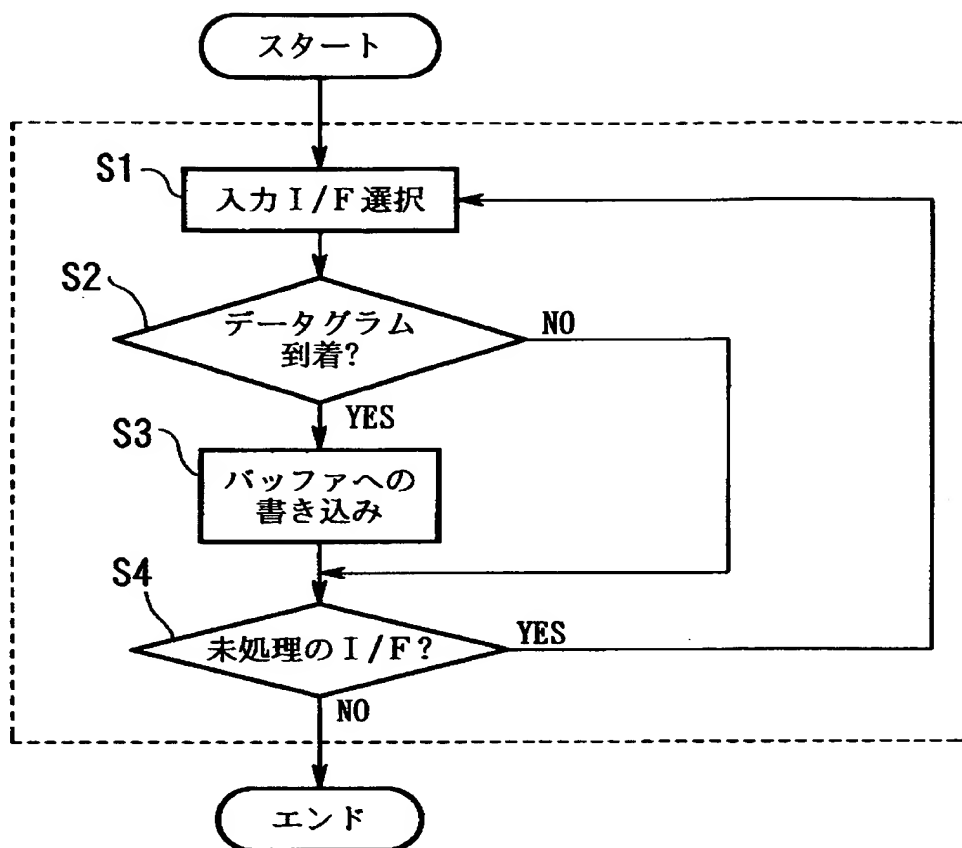 スタート
S1
入力I/F選択
S2
データグラム
到着?
NO
YES
S3
バッファへの
書き込み
S4
未処理のI/F?
YES
NO
エンド